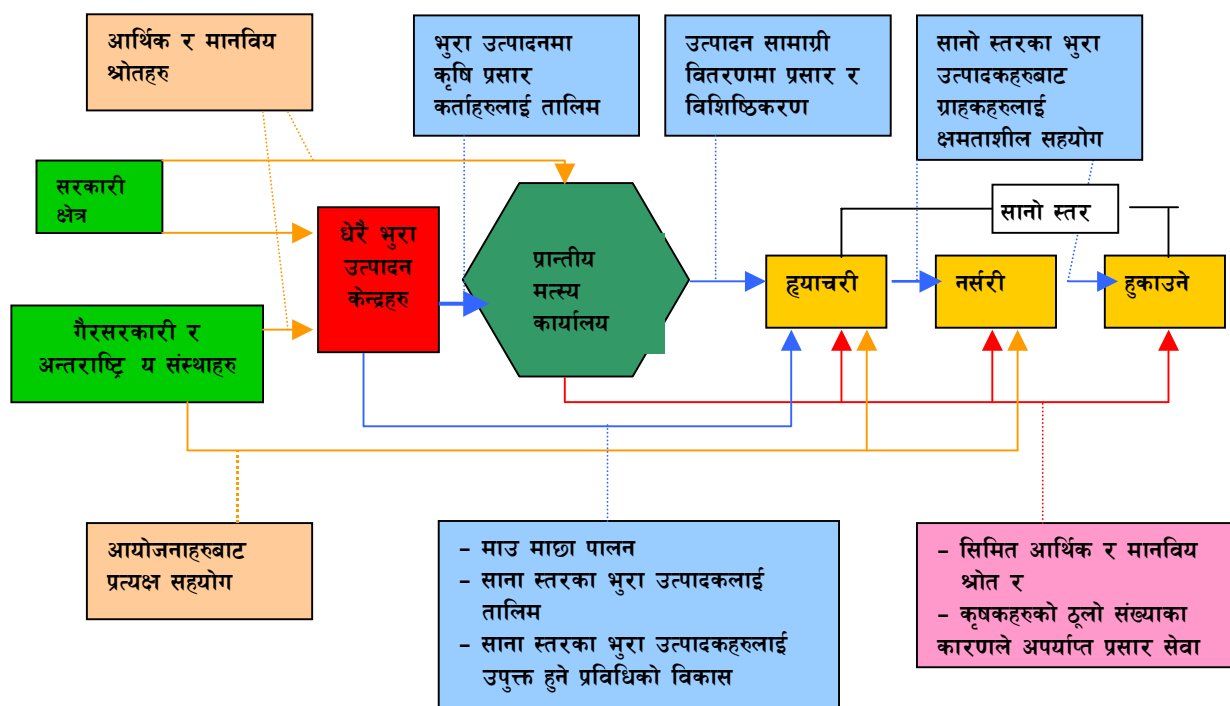 आर्थिक र मानविय
श्रोतहरु
भुरा उत्पादनमा
कृषि प्रसार
कर्ताहरुलाई तालिम
उत्पादन सामाग्री
वितरणमा प्रसार र
विशिष्ठिकरण
सानो स्तरका भुरा
उत्पादकहरुबाट
ग्राहकहरुलाई
क्षमताशील सहयोग
सरकारी
क्षेत्र
सानो स्तर
धेरै भुरा
उत्पादन
केन्द्रहरु
प्रान्तीय
मत्स्य
कार्यालय
हृयाचरी
नर्सरी
हुकाउने
गैरसरकारी र
अन्तराष्ट्रि य संस्थाहरु
आयोजनाहरुबाट
प्रत्यक्ष सहयोग
– माउ माछा पालन
– साना स्तरका भुरा उत्पादकलाई
तालिम
– साना स्तरका भुरा उत्पादकहरुलाई
उपुक्त हुने प्रविधिको विकास
– सिमित आर्थिक र मानविय
श्रोत र
– कृषकहरुको ठूलो संख्याका
कारणले अपर्याप्त प्रसार सेवा